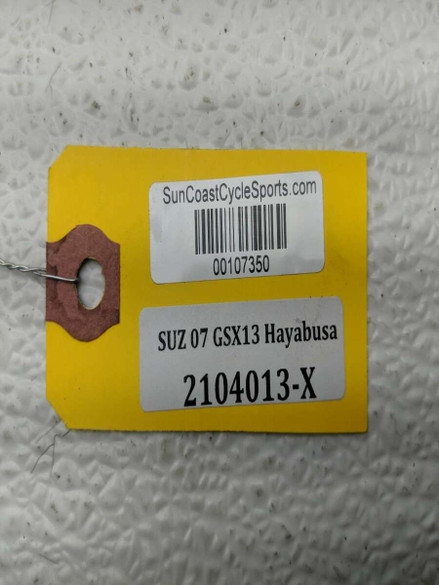 SunCoastCycleSports.com
00107350
SUZ 07 GSX13 Hayabusa
2104013-X